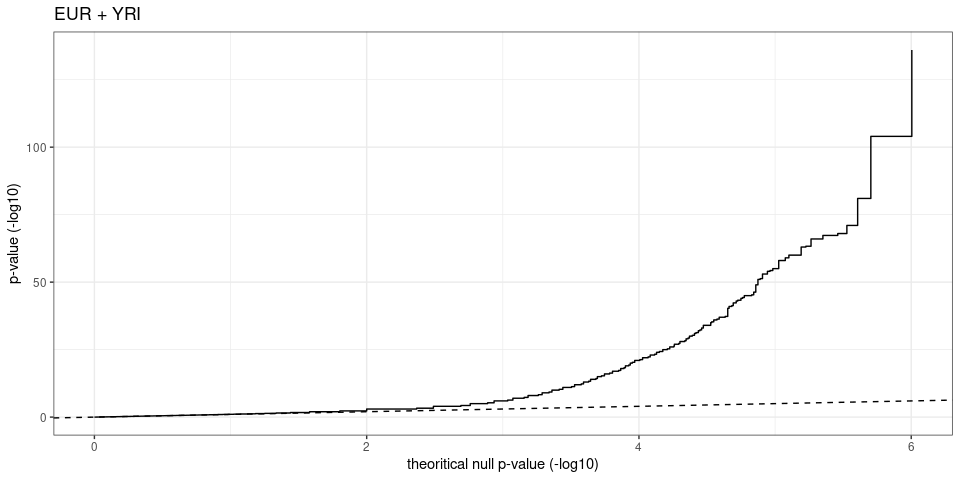 EUR + YRI
p-value (-log10)
100
50
0
0 2 4 6
theoritical null p-value (-log10)